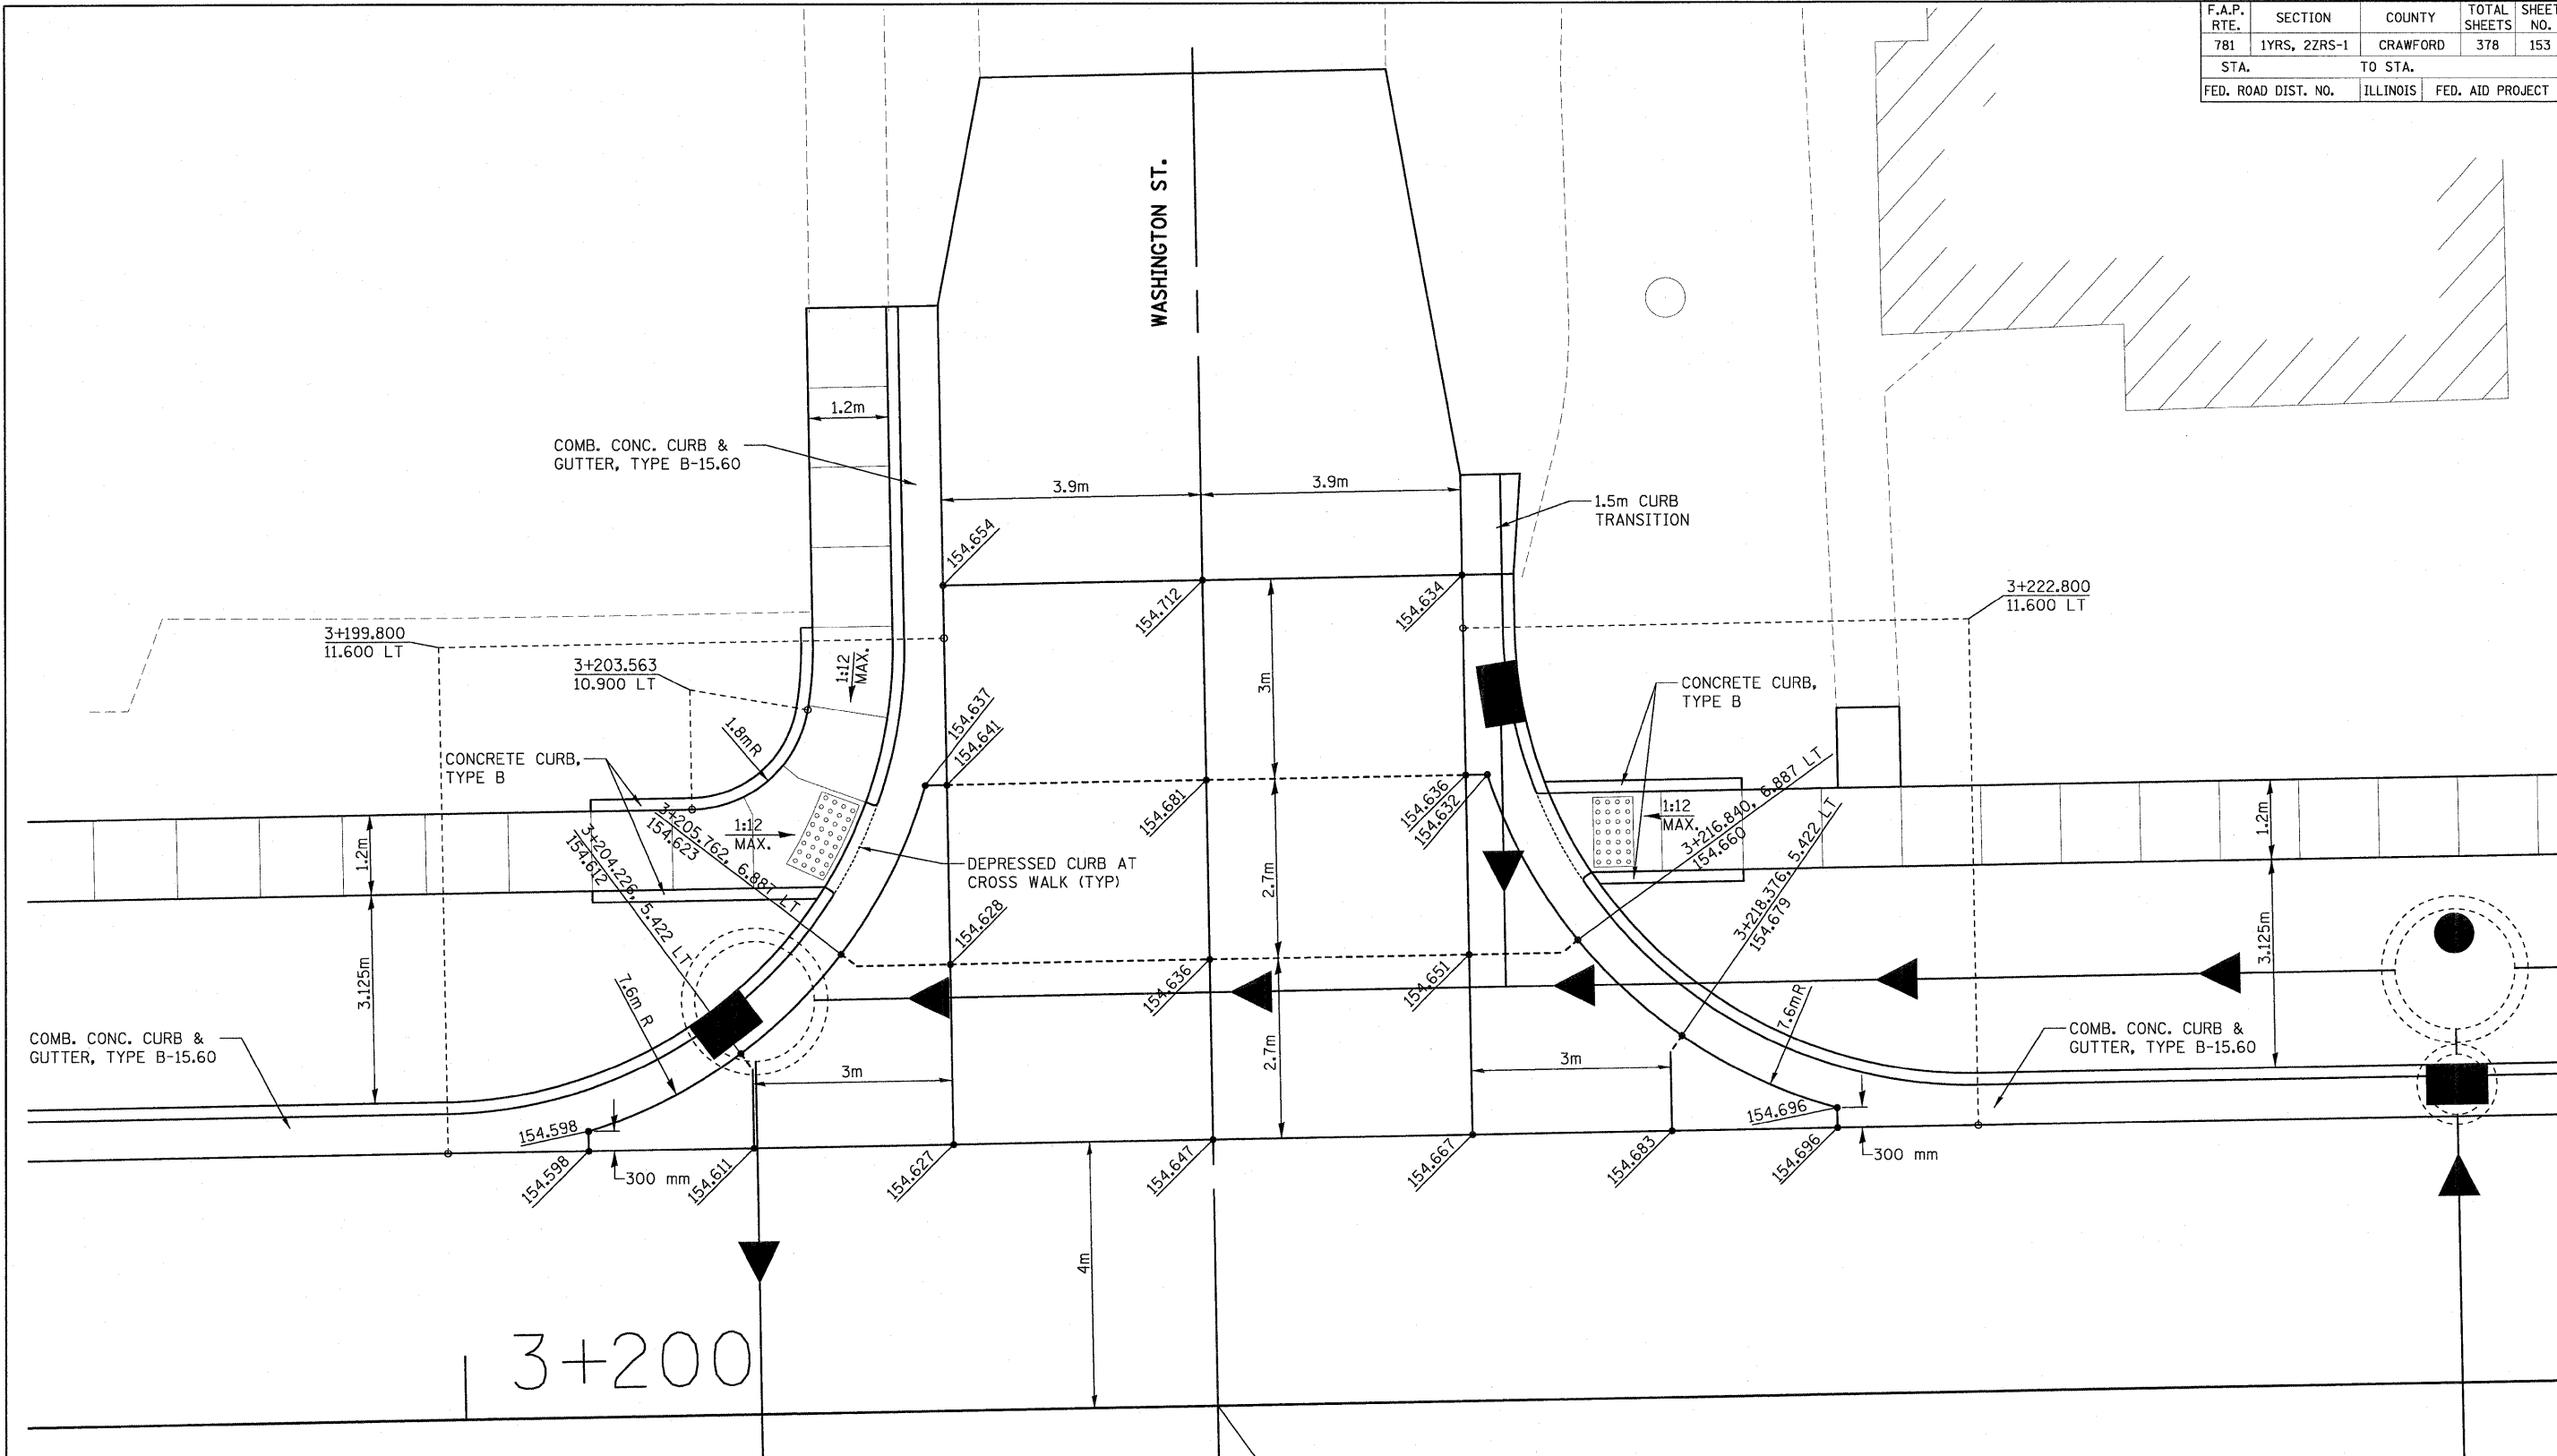 F.A.P. RTE. SECTION COUNTY TOTAL SHEETS SHEET NO.
781 1YRS, 2ZRS-1 CRAWFORD 378 153
STA. TO STA.
FED. ROAD DIST. NO. ILLINOIS FED. AID PROJECT
WASHINGTON ST.
1.2m
COMB. CONC. CURB &
GUTTER, TYPE B-15.60
3.9m
3.9m
1.5m CURB
TRANSITION
154.654
154.712
154.634
3+222.800
11.600 LT
3+199.800
11.600 LT
3+203.563
10.900 LT
1:12
MAX.
3m
CONCRETE CURB,
TYPE B
1.8mR
154.637
154.641
CONCRETE CURB,
TYPE B
154.681
154.636
154.632
3+216.840, 6.887 LT
154.660
1:12
MAX.
1:12
MAX.
3+205.762, 6.887 LT
154.623
3+204.226, 5.422 LT
154.612
1.2m
1.2m
DEPRESSED CURB AT
CROSS WALK (TYP)
2.7m
3+218.376, 5.422 LT
154.679
154.628
154.636
154.651
3.125m
3.125m
7.6m R
7.6mR
COMB. CONC. CURB &
GUTTER, TYPE B-15.60
COMB. CONC. CURB &
GUTTER, TYPE B-15.60
3m
2.7m
3m
154.598
154.696
154.598
300 mm
154.611
154.627
154.647
154.667
154.683
154.696
300 mm
4m
3+200